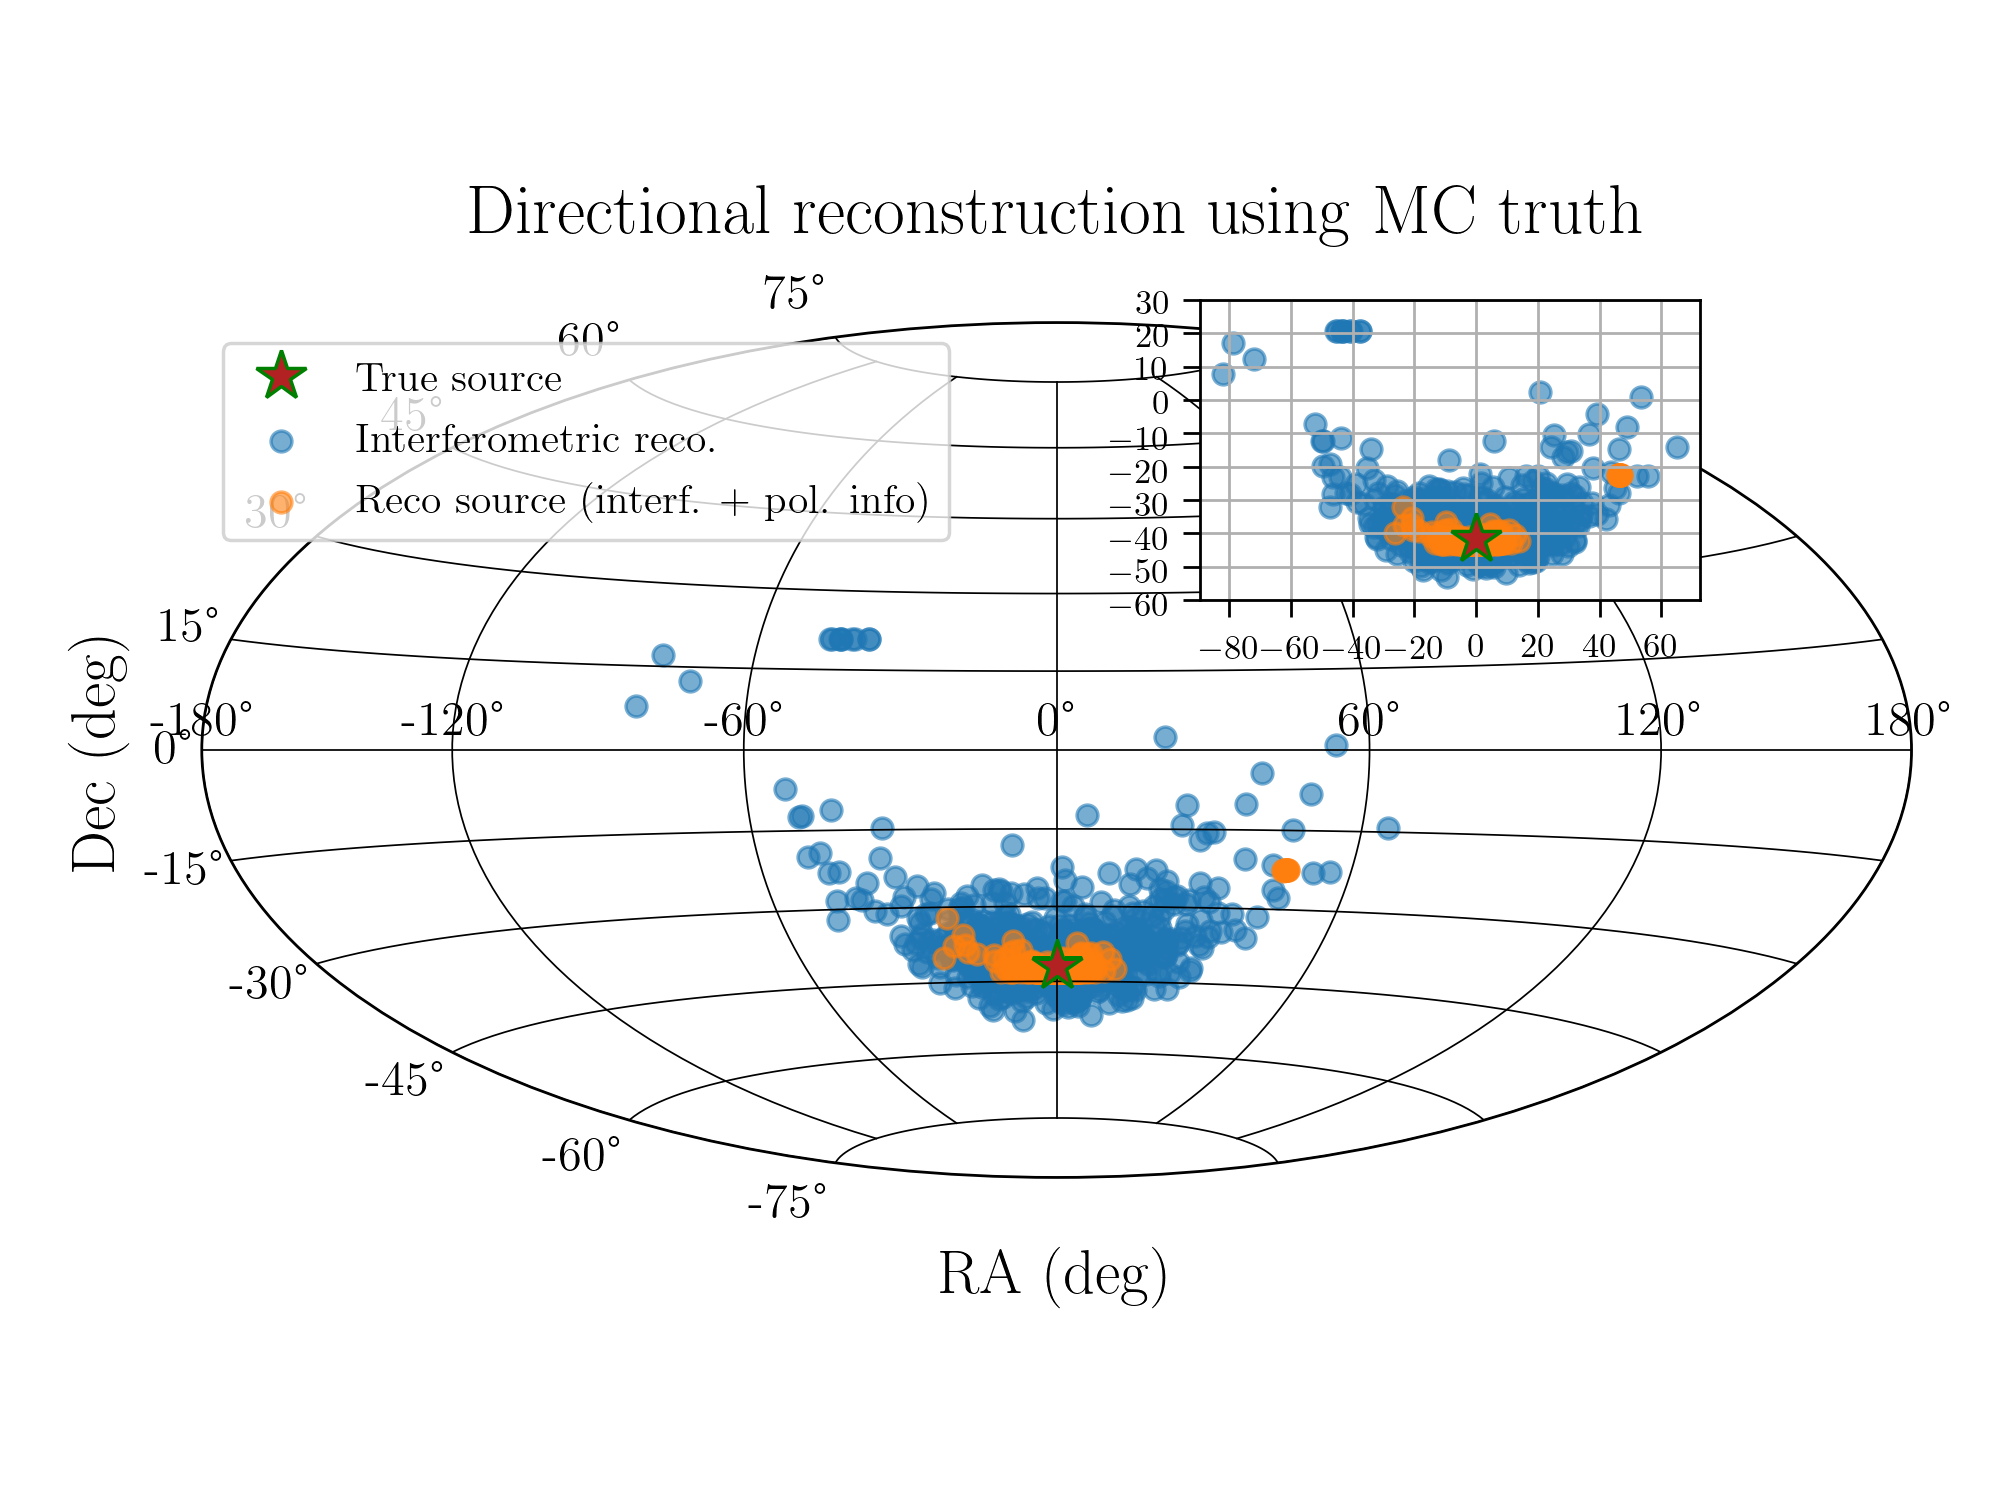 Directional reconstruction using MC truth
75°
60°
45°
30°
15°
0°
-15°
-30°
-45°
-60°
-75°
True source
Interferometric reco.
Reco source (interf. + pol. info)
30
20
10
0
−10
−20
−30
−40
−50
−60
−80 −60 −40 −20 0 20 40 60
-180° -120° -60° 0° 60° 120° 180°
Dec (deg)
RA (deg)